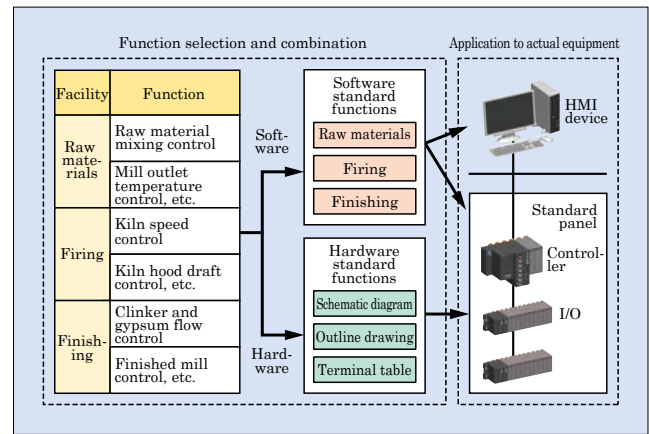 Function selection and combination
Application to actual equipment
Facility
Function
Raw
mate-
rials
Raw material
mixing control
Mill outlet
temperature
control, etc.
Firing
Kiln speed
control
Kiln hood draft
control, etc.
Finish-
ing
Clinker and
gypsum flow
control
Finished mill
control, etc.
Soft-
ware
Hard-
ware
Software
standard
functions
Raw materials
Firing
Finishing
Hardware
standard
functions
Schematic diagram
Outline drawing
Terminal table
HMI
device
Standard
panel
Control-
ler
I/O